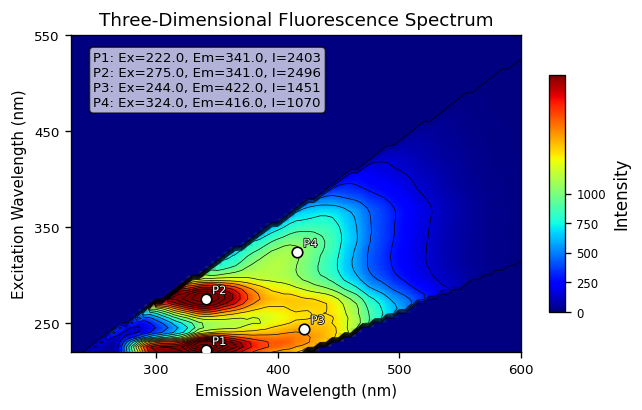 Three-Dimensional Fluorescence Spectrum
P1: Ex=222.0, Em=341.0, I=2403
P2: Ex=275.0, Em=341.0, I=2496
P3: Ex=244.0, Em=422.0, I=1451
P4: Ex=324.0, Em=416.0, I=1070
550
450
350
250
Excitation Wavelength (nm)
P4
P2
P3
P1
300
400
500
600
Emission Wavelength (nm)
1000
750
500
250
0
Intensity